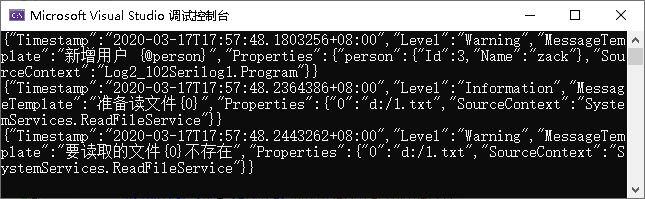 Microsoft Visual Studio 调试控制台
{"Timestamp":"2020-03-17T17:57:48.1803256+08:00","Level":"Warning","MessageTem
plate":"新增用户 {@person}","Properties":{"person":{"Id":3,"Name":"zack"},"Sou
rceContext":"Log2_102Serilog1.Program"}}
{"Timestamp":"2020-03-17T17:57:48.2364386+08:00","Level":"Information","Messag
eTemplate":"准备读文件{0}","Properties":{"0":"d:/1.txt","SourceContext":"Syste
mServices.ReadFileService"}}
{"Timestamp":"2020-03-17T17:57:48.2443262+08:00","Level":"Warning","MessageTem
plate":"要读取的文件{0}不存在","Properties":{"0":"d:/1.txt","SourceContext":"S
ystemServices.ReadFileService"}}